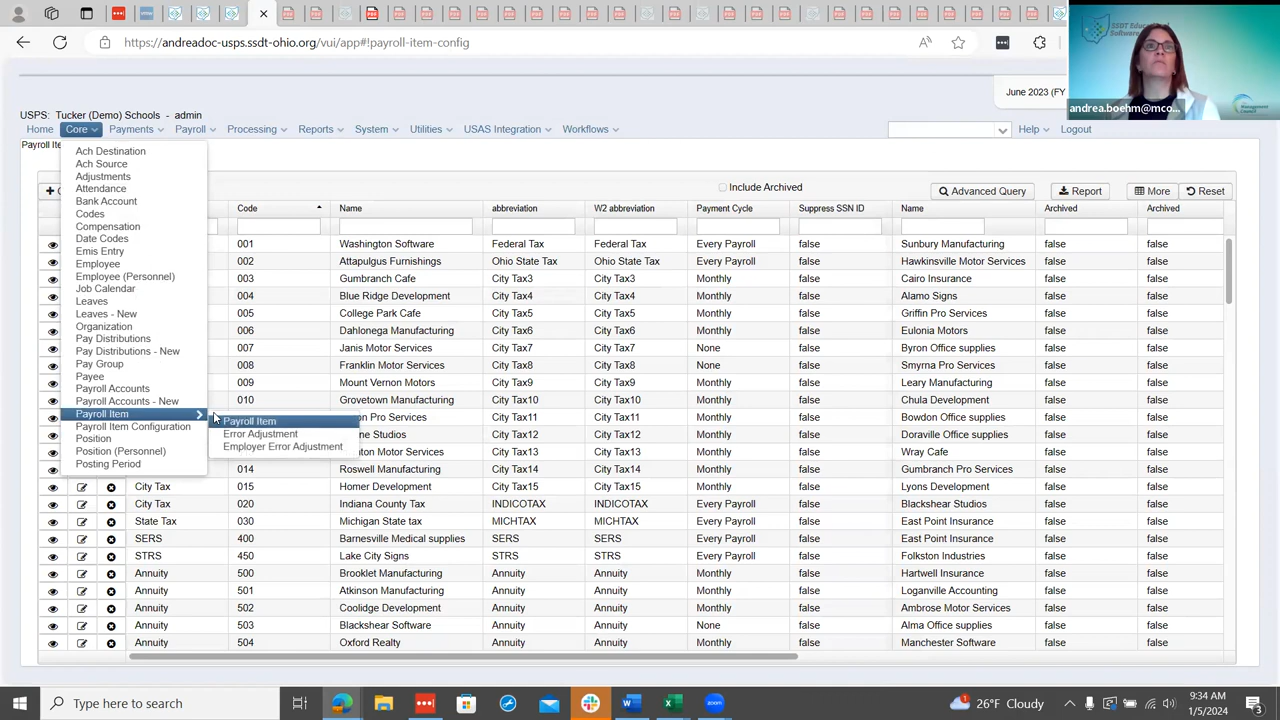 https://andreadoc-usps.ssdt-ohio.org/vui/app#!payroll-item-config
SSDT Educational
Software
andrea.boehm@mco...
June 2023 (FY
USPS: Tucker (Demo) Schools - admin
Home Core Payments Payroll Processing Reports System Utilities USAS Integration Workflows Help Logout
Payroll Ite
Include Archived Advanced Query Report More Reset
Code Name abbreviation W2 abbreviation Payment Cycle Suppress SSN ID Name Archived Archived
Ach Destination
Ach Source
Adjustments
Attendance
Bank Account
Codes
Compensation
Date Codes
Emis Entry
Employee
Employee (Personnel)
Job Calendar
Leaves
Leaves - New
Organization
Pay Distributions
Pay Distributions - New
Pay Group
Payee
Payroll Accounts
Payroll Accounts - New
Payroll Item
Payroll Item Configuration
Position
Position (Personnel)
Posting Period
Payroll Item
Error Adjustment
Employer Error Adjustment
001 Washington Software Federal Tax Federal Tax Every Payroll false Sunbury Manufacturing false false
002 Attapulgus Furnishings Ohio State Tax Ohio State Tax Every Payroll false Hawkinsville Motor Services false false
003 Gumbranch Cafe City Tax3 City Tax3 Monthly false Cairo Insurance false false
004 Blue Ridge Development City Tax4 City Tax4 Monthly false Alamo Signs false false
005 College Park Cafe City Tax5 City Tax5 Monthly false Griffin Pro Services false false
006 Dahlonega Manufacturing City Tax6 City Tax6 Monthly false Eulonia Motors false false
007 Janis Motor Services City Tax7 City Tax7 None false Byron Office supplies false false
008 Franklin Motor Services City Tax8 City Tax8 None false Smyrna Pro Services false false
009 Mount Vernon Motors City Tax9 City Tax9 Monthly false Leary Manufacturing false false
010 Grovetown Manufacturing City Tax10 City Tax10 Monthly false Chula Development false false
on Pro Services City Tax11 City Tax11 Monthly false Bowdon Office supplies false false
ne Studios City Tax12 City Tax12 Monthly false Doraville Office supplies false false
nton Motor Services City Tax13 City Tax13 Monthly false Wray Cafe false false
014 Roswell Manufacturing City Tax14 City Tax14 Monthly false Gumbranch Pro Services false false
City Tax 015 Homer Development City Tax15 City Tax15 Monthly false Lyons Development false false
City Tax 020 Indiana County Tax INDICOTAX INDICOTAX Every Payroll false Blackshear Studios false false
State Tax 030 Michigan State tax MICHTAX MICHTAX Every Payroll false East Point Insurance false false
SERS 400 Barnesville Medical supplies SERS SERS Every Payroll false East Point Insurance false false
STRS 450 Lake City Signs STRS STRS Every Payroll false Folkston Industries false false
Annuity 500 Brooklet Manufacturing Annuity Annuity Monthly false Hartwell Insurance false false
Annuity 501 Atkinson Manufacturing Annuity Annuity Monthly false Loganville Accounting false false
Annuity 502 Coolidge Development Annuity Annuity Monthly false Ambrose Motor Services false false
Annuity 503 Blackshear Software Annuity Annuity None false Alma Office supplies false false
Annuity 504 Oxford Realty Annuity Annuity Monthly false Manchester Software false false
Type here to search
26°F Cloudy
9:34 AM
1/5/2024
3